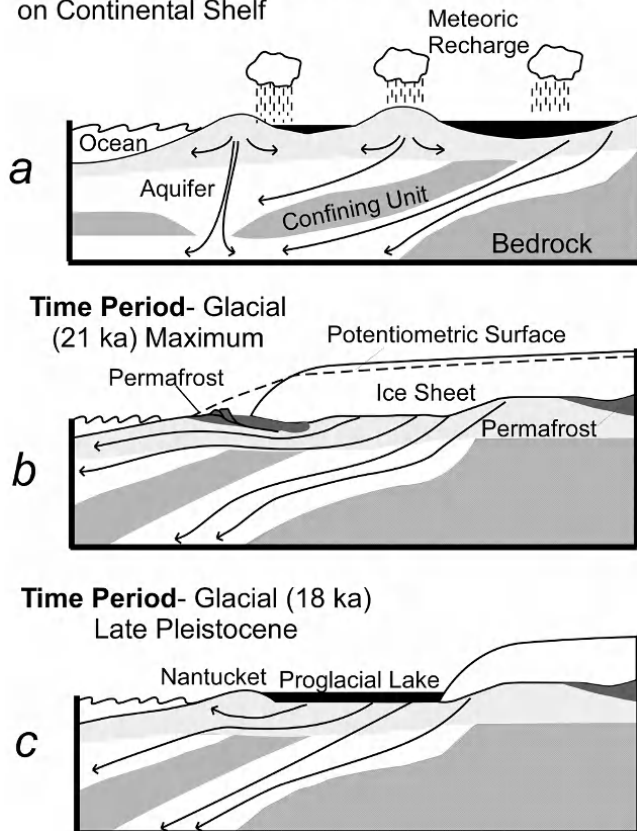 on Continental Shelf
Meteoric
Recharge
Ocean
a
Aquifer
Confining Unit
Bedrock
Time Period- Glacial
(21 ka) Maximum
Potentiometric Surface
Permafrost
Ice Sheet
Permafrost
b
Time Period- Glacial (18 ka)
Late Pleistocene
Nantucket
Proglacial Lake
c